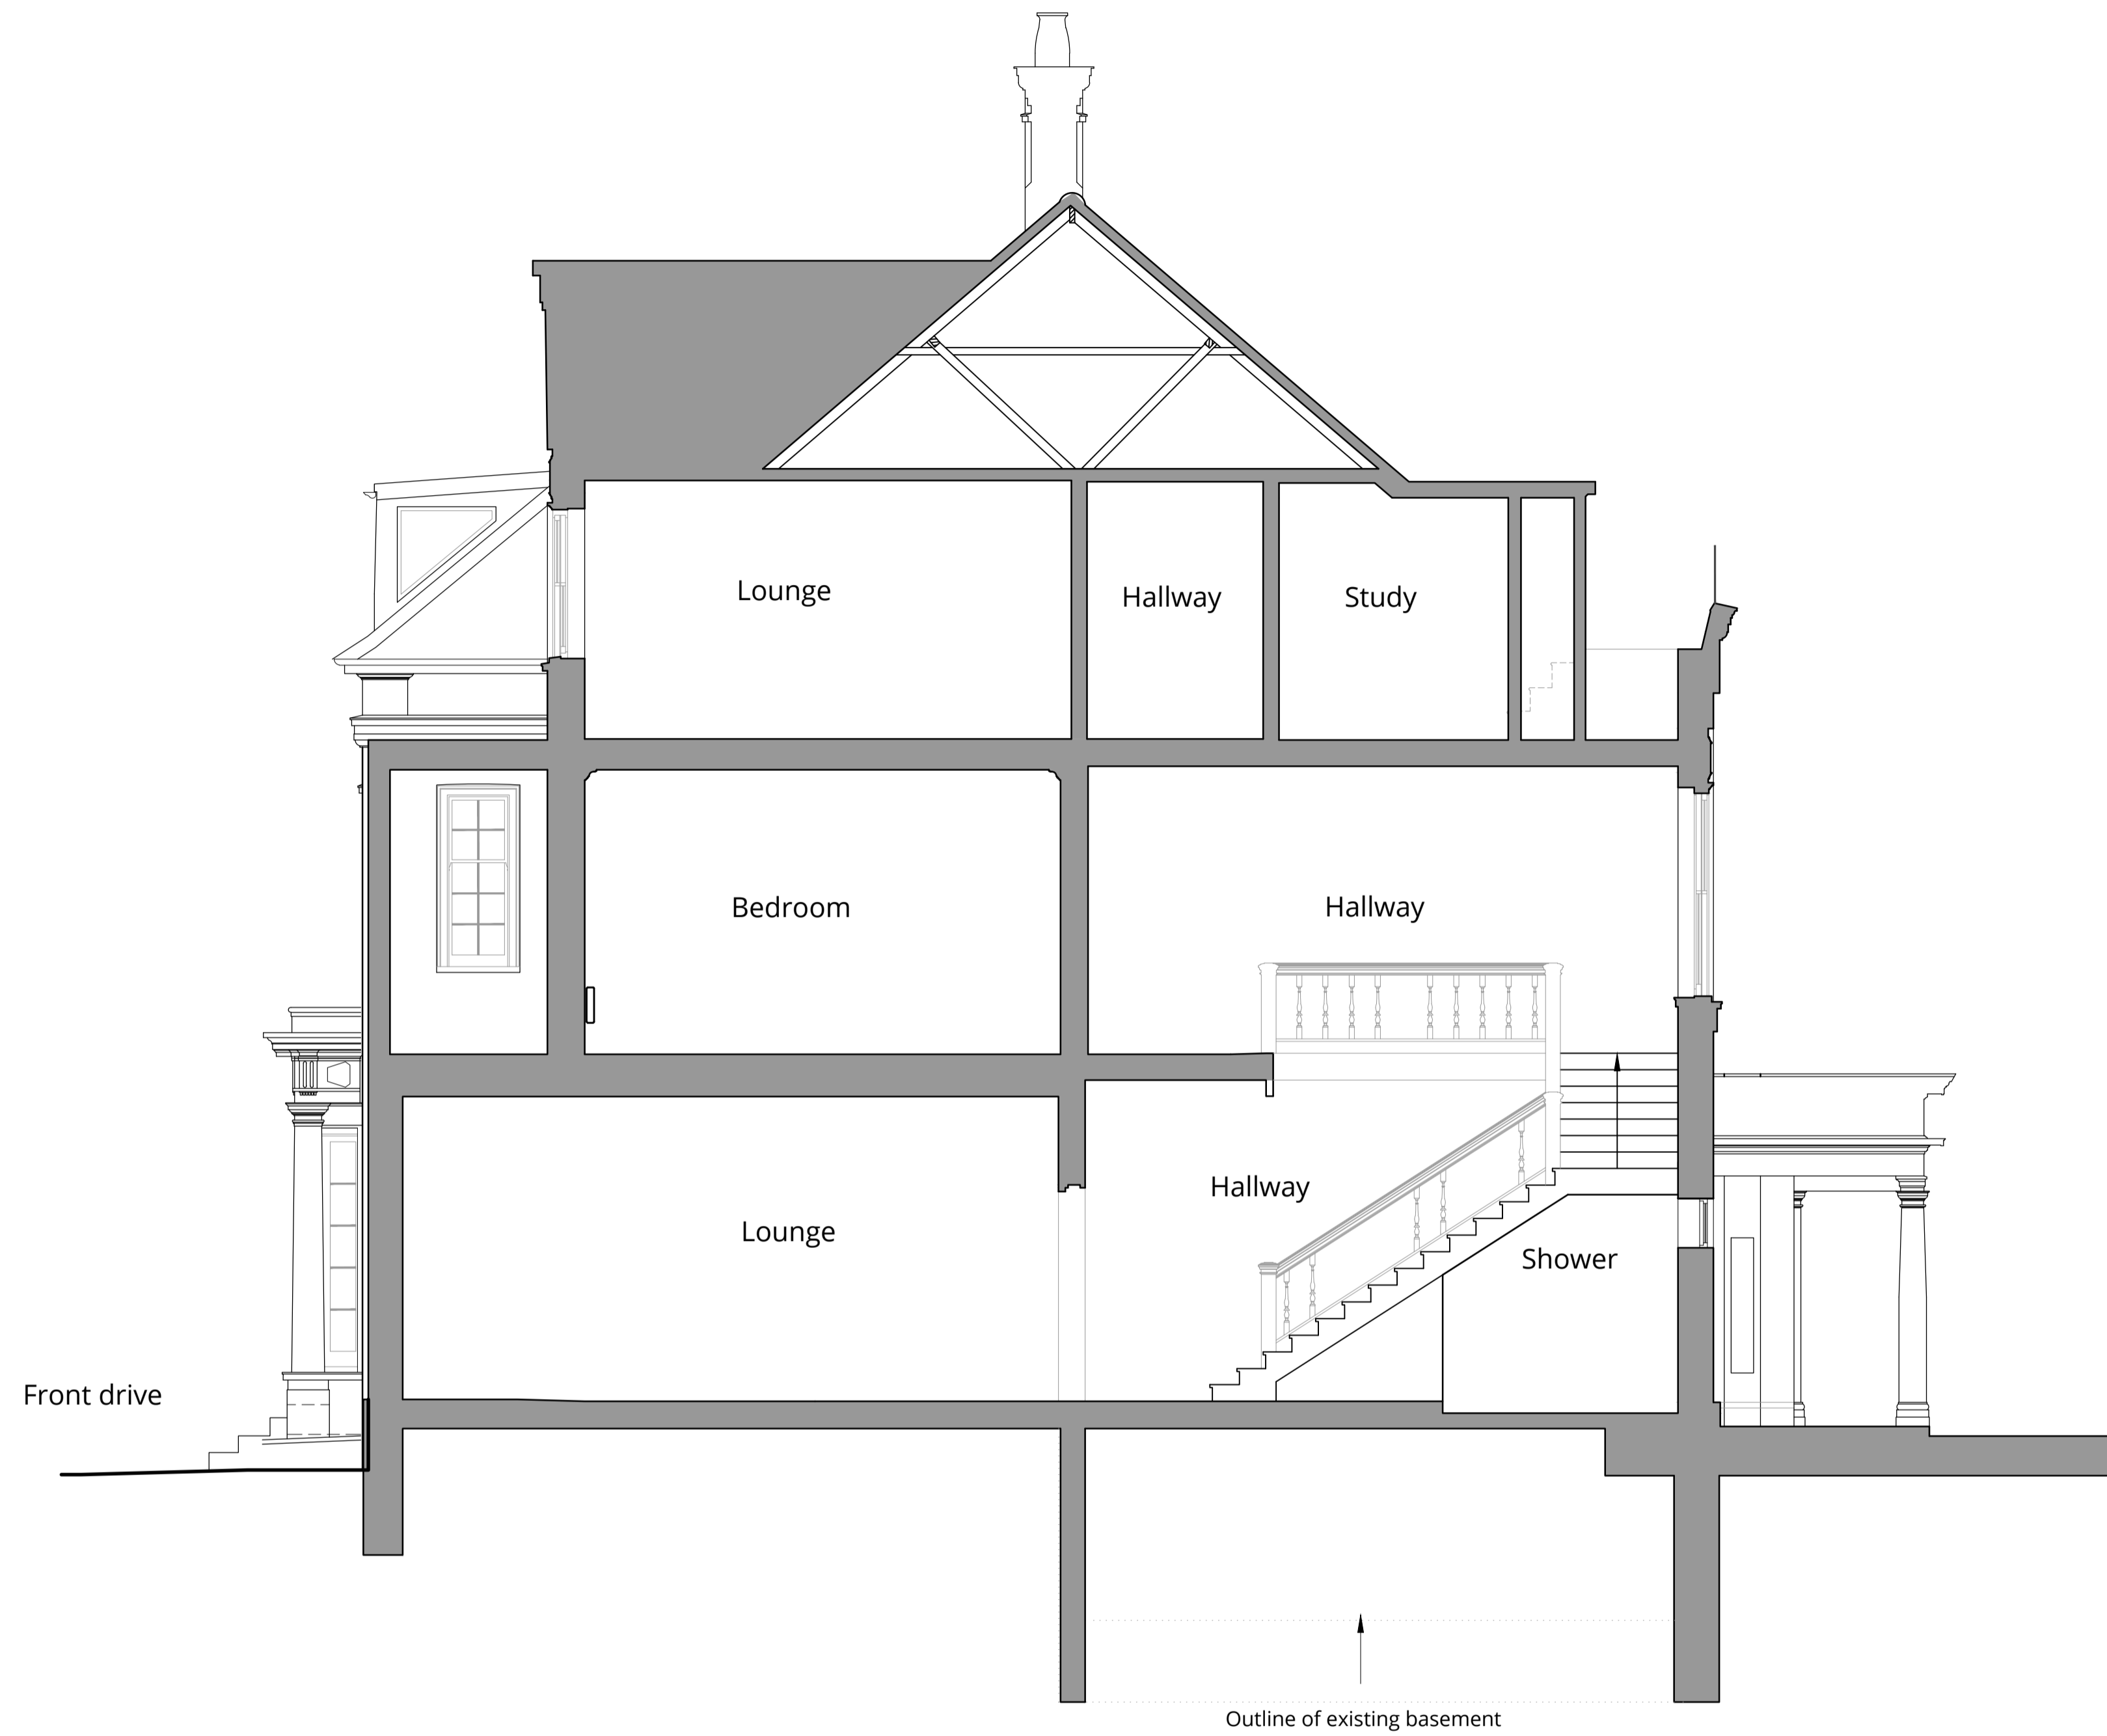 Lounge
Hallway
Study
Bedroom
Hallway
Hallway
Lounge
Shower
Front drive
Outline of existing basement